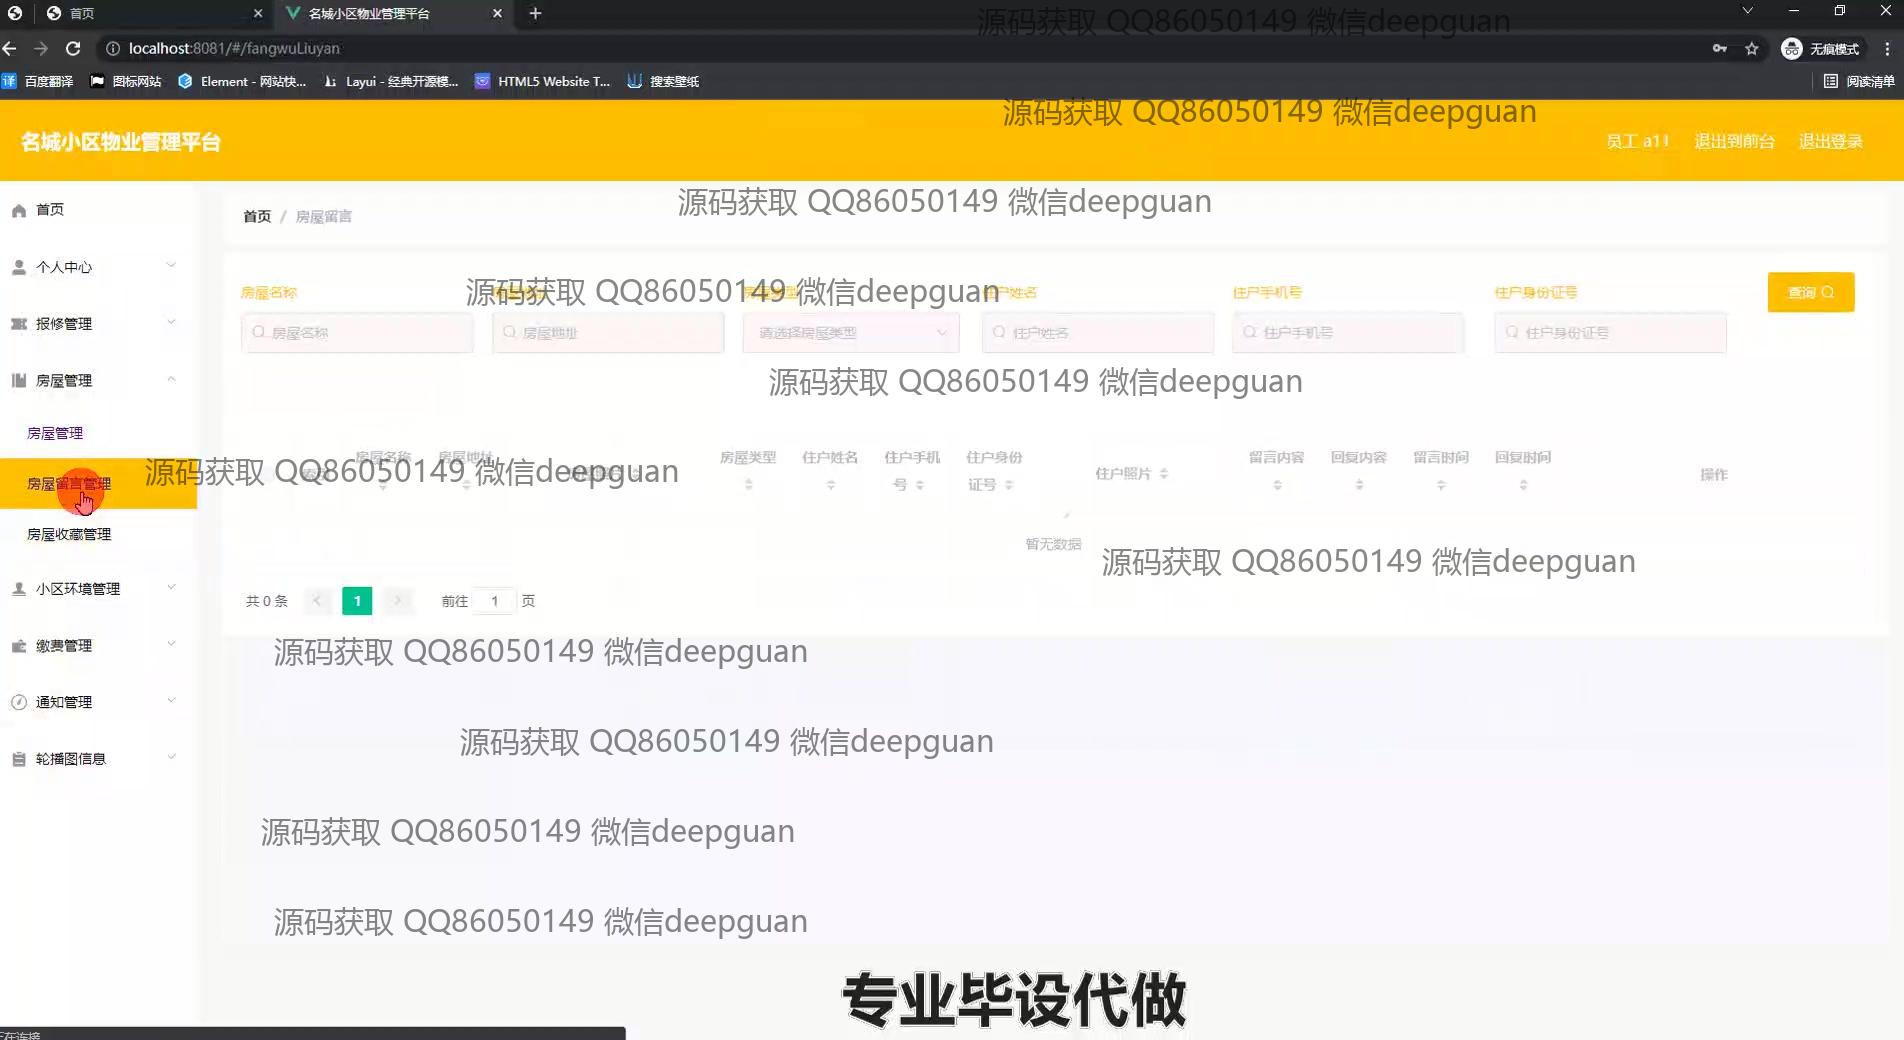 首页
名城小区物业管理平台
localhost:8081/#/fangwuLiuyan
无痕模式
译 百度翻译
图标网站
Element - 网站快...
Layui - 经典开源模...
HTML5 Website T...
搜索壁纸
阅读清单
源码获取 QQ86050149 微信deepguan
源码获取 QQ86050149 微信deepguan
名城小区物业管理平台
员工 a11
退出到前台
退出登录
源码获取 QQ86050149 微信deepguan
首页
个人中心
报修管理
房屋管理
房屋管理
房屋留言管理
房屋收藏管理
小区环境管理
缴费管理
通知管理
轮播图信息
首页 / 房屋留言
源码获取 QQ86050149 微信deepguan
房屋名称
住户姓名
住户手机号
住户身份证号
查询
房屋名称
房屋地址
请选择房屋类型
住户姓名
住户手机号
住户身份证号
源码获取 QQ86050149 微信deepguan
源码获取 QQ86050149 微信deepguan
房屋名称
房屋地址
房屋类型
住户姓名
住户手机号
住户身份证号
住户照片
留言内容
回复内容
留言时间
回复时间
操作
暂无数据
源码获取 QQ86050149 微信deepguan
共 0 条
1
前往 1 页
源码获取 QQ86050149 微信deepguan
源码获取 QQ86050149 微信deepguan
源码获取 QQ86050149 微信deepguan
源码获取 QQ86050149 微信deepguan
专业毕设代做